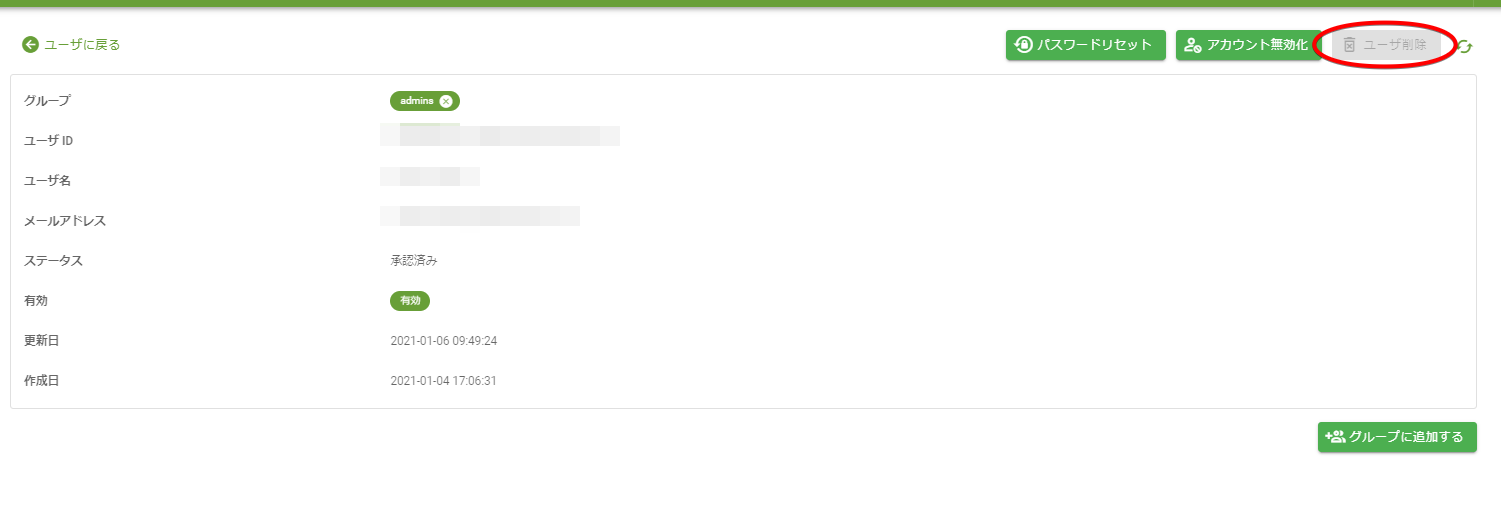 ユーザに戻る
パスワードリセット
アカウント無効化
ユーザ削除
グループ admins
ユーザ ID
ユーザ名
メールアドレス
ステータス 承認済み
有効 有効
更新日 2021-01-06 09:49:24
作成日 2021-01-04 17:06:31
グループに追加する